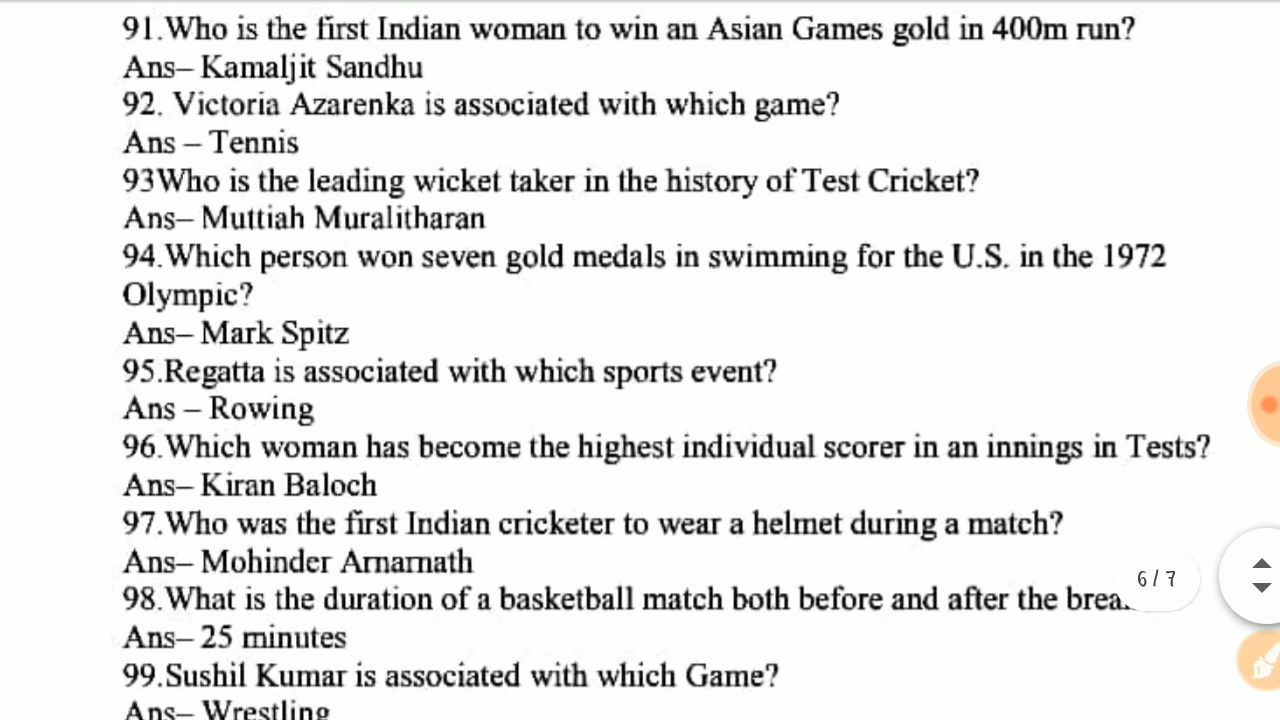 91.Who is the first Indian woman to win an Asian Games gold in 400m run?
Ans– Kamaljit Sandhu
92. Victoria Azarenka is associated with which game?
Ans – Tennis
93Who is the leading wicket taker in the history of Test Cricket?
Ans– Muttiah Muralitharan
94.Which person won seven gold medals in swimming for the U.S. in the 1972
Olympic?
Ans– Mark Spitz
95.Regatta is associated with which sports event?
Ans – Rowing
96.Which woman has become the highest individual scorer in an innings in Tests?
Ans– Kiran Baloch
97.Who was the first Indian cricketer to wear a helmet during a match?
Ans– Mohinder Arnarnath
6 / 7
98.What is the duration of a basketball match both before and after the
Ans– 25 minutes
99.Sushil Kumar is associated with which Game?
Ans– Wrestling